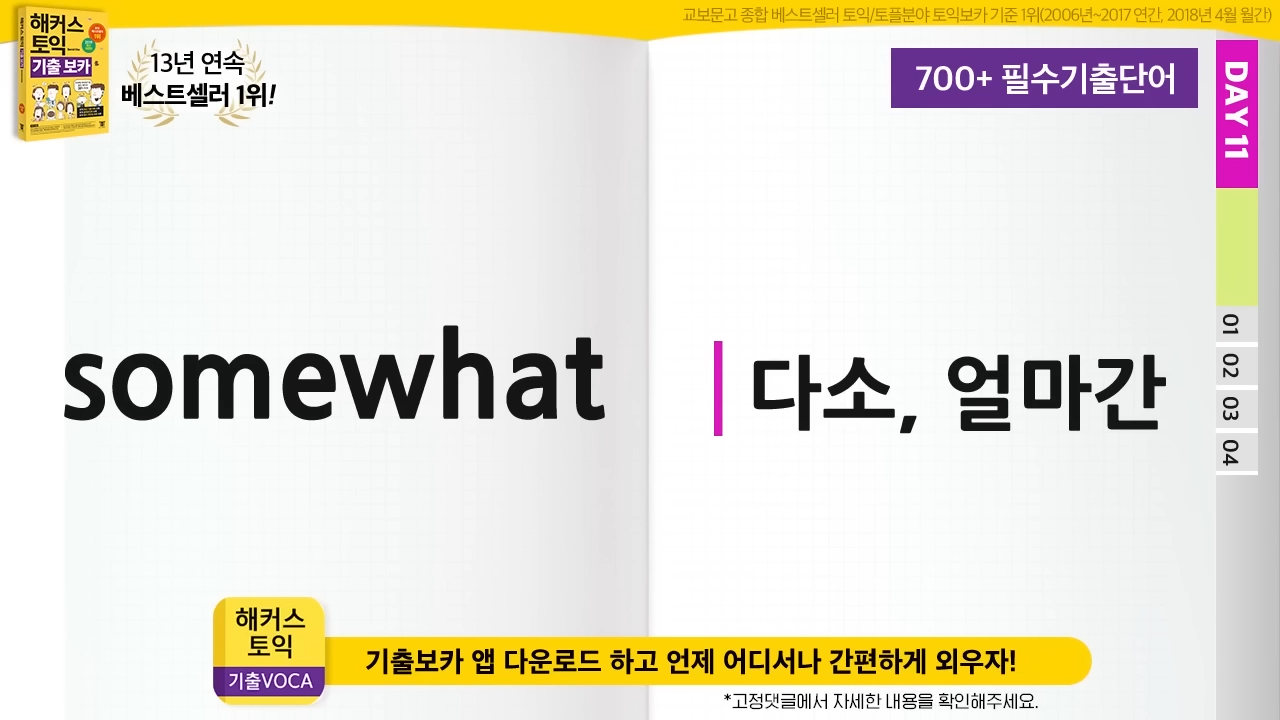 교보문고 종합 베스트셀러 토익/토플분야 토익보카 기준 1위(2006년~2017 연간, 2018년 4월 월간)
해커스
토익
기출 보카
13년 연속
베스트셀러 1위!
700+ 필수기출단어
DAY 11
01
02
03
04
somewhat
다소, 얼마간
해커스
토익
기출VOCA
기출보카 앱 다운로드 하고 언제 어디서나 간편하게 외우자!
*고정댓글에서 자세한 내용을 확인해주세요.